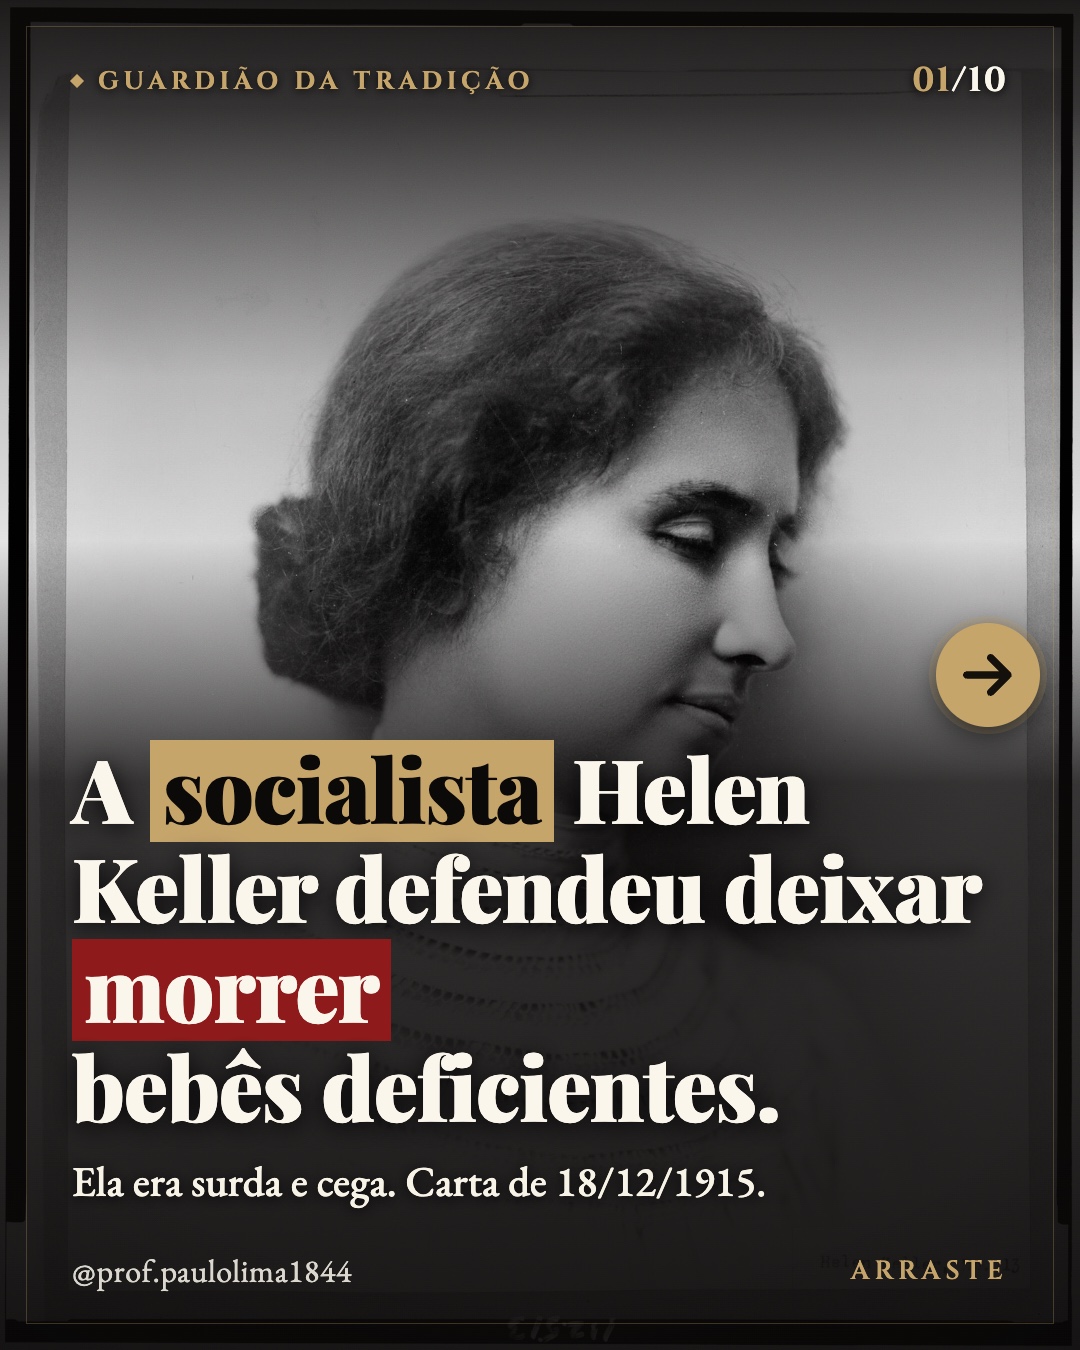 ◆ GUARDIÃO DA TRADIÇÃO
01/10
A socialista Helen
Keller defendeu deixar
morrer
bebês deficientes.
Ela era surda e cega. Carta de 18/12/1915.
@prof.paulolima1844
ARRASTE